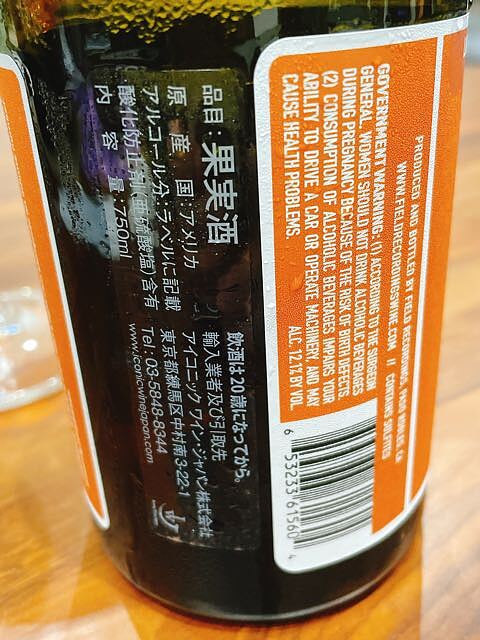 品目:果実酒
原産国:アメリカ
アルコール分:ラベルに記載
酸化防止剤(亜硫酸塩)含有
内容量:750ml
飲酒は20歳になってから。
輸入業者及び引取先
アイコニック ワイン・ジャパン株式会社
東京都練馬区中村南3-22-1
Tel:03-5848-8344
www.iconicwinejapan.com
PRODUCED AND BOTTLED BY FIELD RECORDINGS, PASO ROBLES, CA
WWW.FIELDRECORDINGSWINE.COM // CONTAINS SULFITES
GOVERNMENT WARNING: (1) ACCORDING TO THE SURGEON
GENERAL, WOMEN SHOULD NOT DRINK ALCOHOLIC BEVERAGES
DURING PREGNANCY BECAUSE OF THE RISK OF BIRTH DEFECTS.
(2) CONSUMPTION OF ALCOHOLIC BEVERAGES IMPAIRS YOUR
ABILITY TO DRIVE A CAR OR OPERATE MACHINERY, AND MAY
CAUSE HEALTH PROBLEMS.
ALC 12.1% BY VOL.
6 53233 61560 4